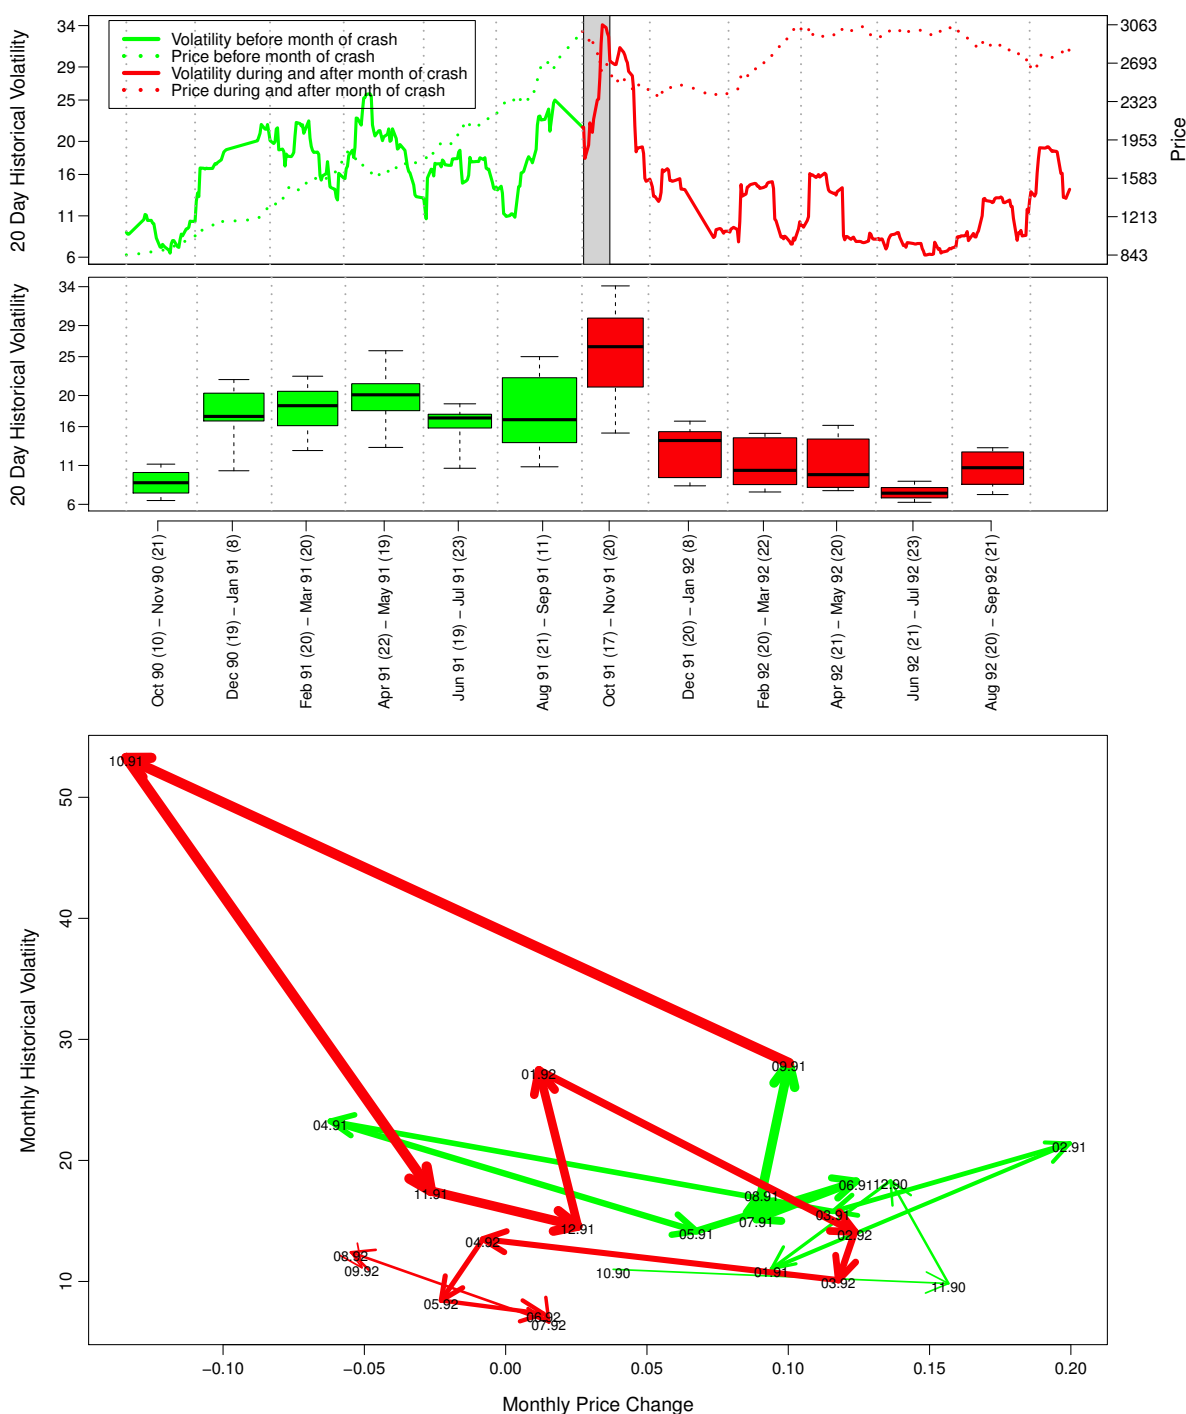 20 Day Historical Volatility
34
29
25
20
16
11
6
Volatility before month of crash
Price before month of crash
Volatility during and after month of crash
Price during and after month of crash
3063
2693
2323
1953
1583
1213
843
Price
20 Day Historical Volatility
34
29
25
20
16
11
6
Oct 90 (10) − Nov 90 (21)
Dec 90 (19) − Jan 91 (8)
Feb 91 (20) − Mar 91 (20)
Apr 91 (22) − May 91 (19)
Jun 91 (19) − Jul 91 (23)
Aug 91 (21) − Sep 91 (11)
Oct 91 (17) − Nov 91 (20)
Dec 91 (20) − Jan 92 (8)
Feb 92 (20) − Mar 92 (22)
Apr 92 (21) − May 92 (20)
Jun 92 (21) − Jul 92 (23)
Aug 92 (20) − Sep 92 (21)
Monthly Historical Volatility
50
40
30
20
10
10.91
09.91
01.92
04.91
02.91
06.91
12.90
11.91
08.91
07.91
03.91
12.91
05.91
02.92
04.92
08.92
09.92
10.90
01.91
03.92
11.90
05.92
06.92
07.92
−0.10
−0.05
0.00
0.05
0.10
0.15
0.20
Monthly Price Change